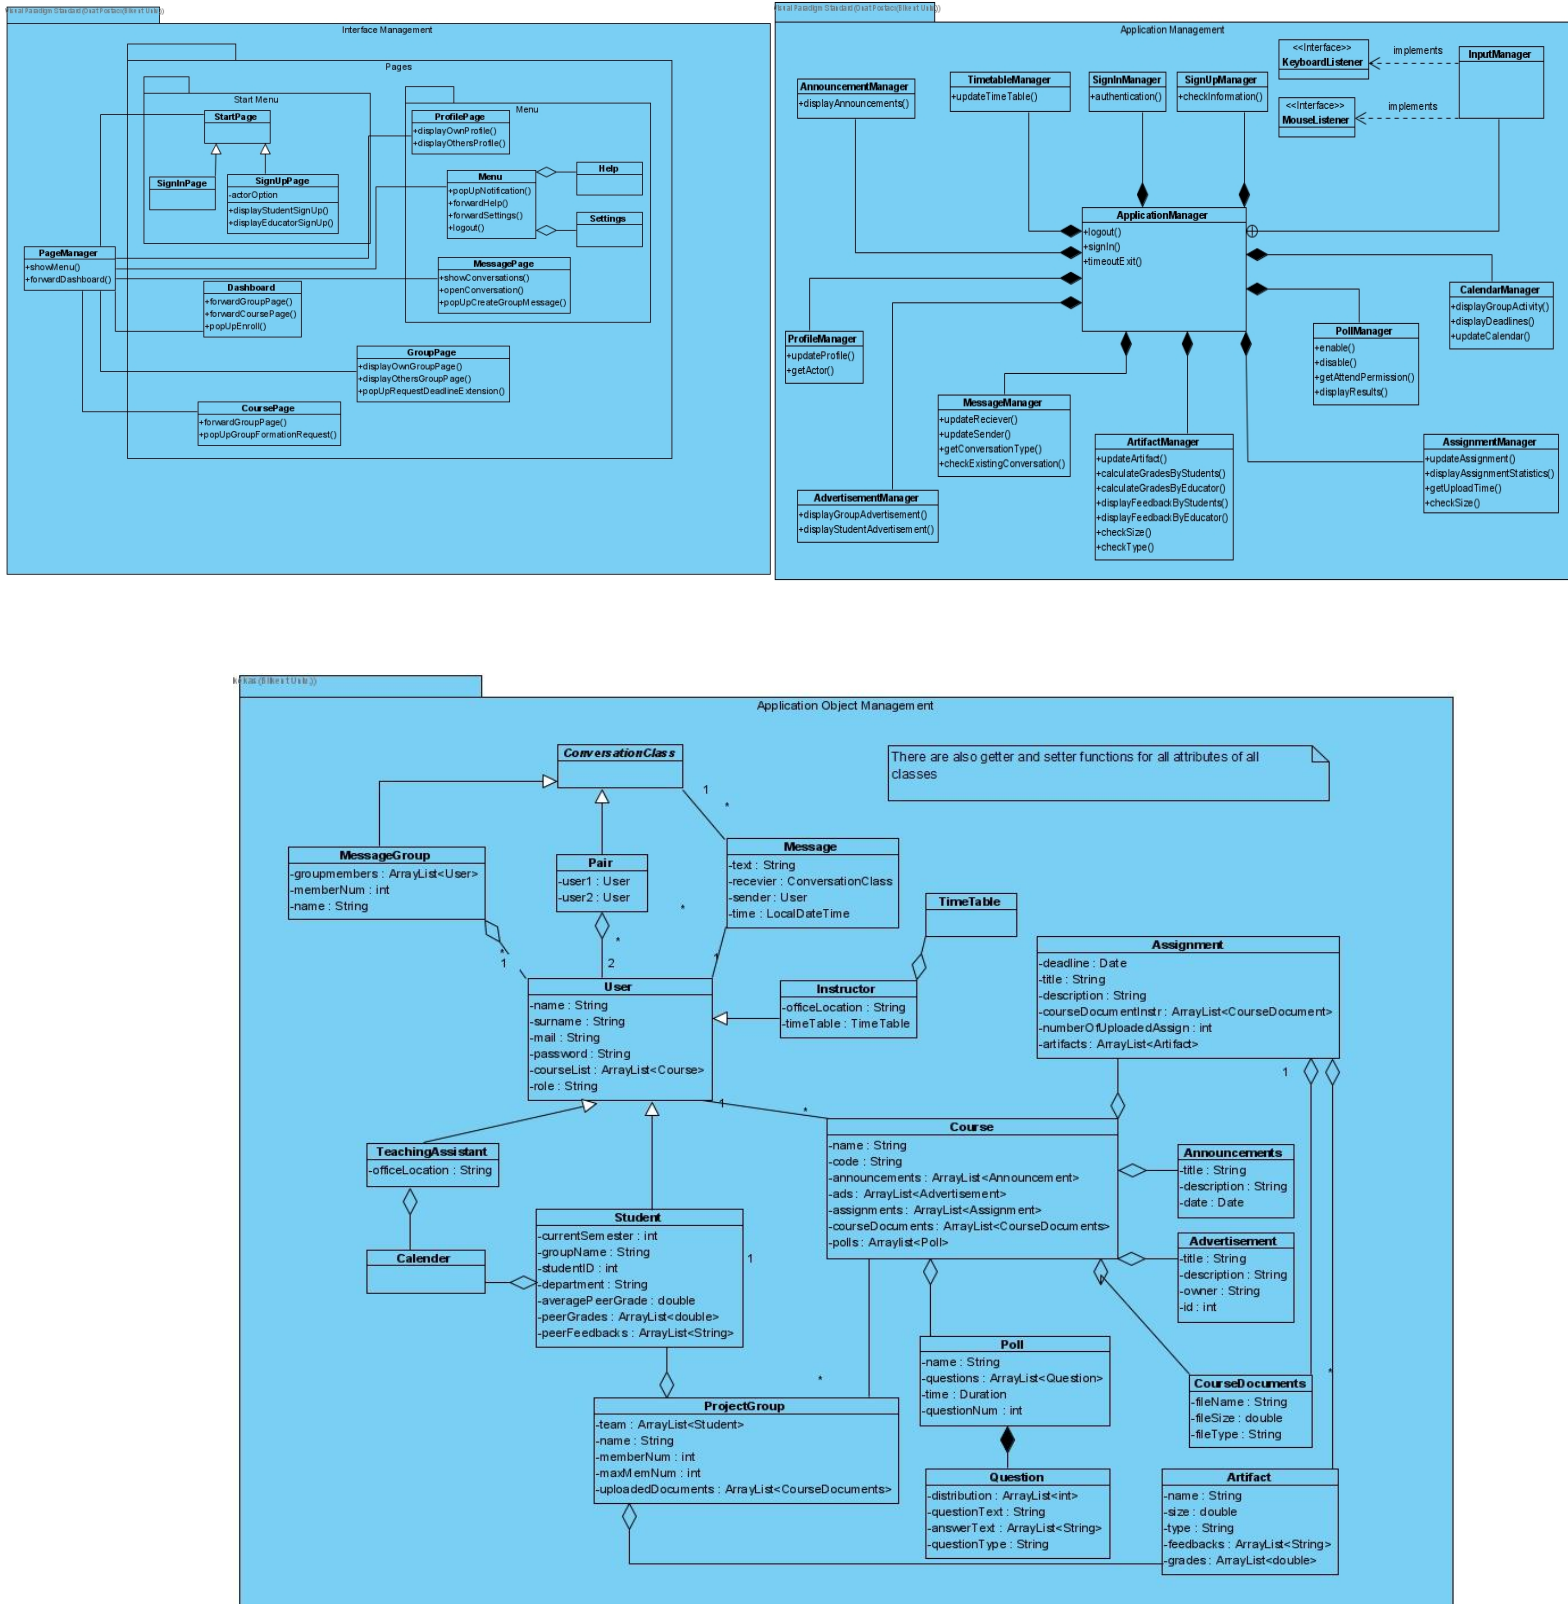 Interface Management
Pages
Start Menu
StartPage
SignInPage
SignUpPage
-actorOption
+displayStudentSignUp()
+displayEducatorSignUp()
Menu
ProfilePage
+displayOwnProfile()
+displayOthersProfile()
Menu
+popUpNotification()
+forwardHelp()
+forwardSettings()
+logout()
Help
Settings
MessagePage
+showConversations()
+openConversation()
+popUpCreateGroupMessage()
PageManager
+showMenu()
+forwardDashboard()
Dashboard
+forwardGroupPage()
+forwardCoursePage()
+popUpEnroll()
GroupPage
+displayOwnGroupPage()
+displayOthersGroupPage()
+popUpRequestDeadlineExtension()
CoursePage
+forwardGroupPage()
+popUpGroupFormationRequest()
Application Management
AnnouncementManager
+displayAnnouncements()
TimetableManager
+updateTimeTable()
SignInManager
+authentication()
SignUpManager
+checkInformation()
<<Interface>>
KeyboardListener
implements
InputManager
<<Interface>>
MouseListener
implements
ApplicationManager
+logout()
+signIn()
+timeoutExit()
CalendarManager
+displayGroupActivity()
+displayDeadlines()
+updateCalendar()
ProfileManager
+updateProfile()
+getActor()
PollManager
+enable()
+disable()
+getAttendPermission()
+displayResults()
MessageManager
+updateReciever()
+updateSender()
+getConversationType()
+checkExistingConversation()
ArtifactManager
+updateArtifact()
+calculateGradesByStudents()
+calculateGradesByEducator()
+displayFeedbackByStudents()
+displayFeedbackByEducator()
+checkSize()
+checkType()
AssignmentManager
+updateAssignment()
+displayAssignmentStatistics()
+getUploadTime()
+checkSize()
AdvertisementManager
+displayGroupAdvertisement()
+displayStudentAdvertisement()
Application Object Management
ConversationClass
There are also getter and setter functions for all attributes of all
classes
1
*
MessageGroup
-groupmembers : ArrayList<User>
-memberNum : int
-name : String
Pair
-user1 : User
-user2 : User
Message
-text : String
-recevier : ConversationClass
-sender : User
-time : LocalDateTime
*
*
*
1
2
1
TimeTable
User
-name : String
-surname : String
-mail : String
-password : String
-courseList : ArrayList<Course>
-role : String
Instructor
-officeLocation : String
-timeTable : TimeTable
Assignment
-deadline : Date
-title : String
-description : String
-courseDocumentInstr : ArrayList<CourseDocument>
-numberOfUploadedAssign : int
-artifacts : ArrayList<Artifact>
1
1
*
TeachingAssistant
-officeLocation : String
Calender
Student
-currentSemester : int
-groupName : String
-studentID : int
-department : String
-averagePeerGrade : double
-peerGrades : ArrayList<double>
-peerFeedbacks : ArrayList<String>
1
Course
-name : String
-code : String
-announcements : ArrayList<Announcement>
-ads : ArrayList<Advertisement>
-assignments : ArrayList<Assignment>
-courseDocuments : ArrayList<CourseDocuments>
-polls : Arraylist<Poll>
Announcements
-title : String
-description : String
-date : Date
Advertisement
-title : String
-description : String
-owner : String
-id : int
*
Poll
-name : String
-questions : ArrayList<Question>
-time : Duration
-questionNum : int
*
CourseDocuments
-fileName : String
-fileSize : double
-fileType : String
ProjectGroup
-team : ArrayList<Student>
-name : String
-memberNum : int
-maxMemNum : int
-uploadedDocuments : ArrayList<CourseDocuments>
Question
-distribution : ArrayList<int>
-questionText : String
-answerText : ArrayList<String>
-questionType : String
Artifact
-name : String
-size : double
-type : String
-feedbacks : ArrayList<String>
-grades : ArrayList<double>